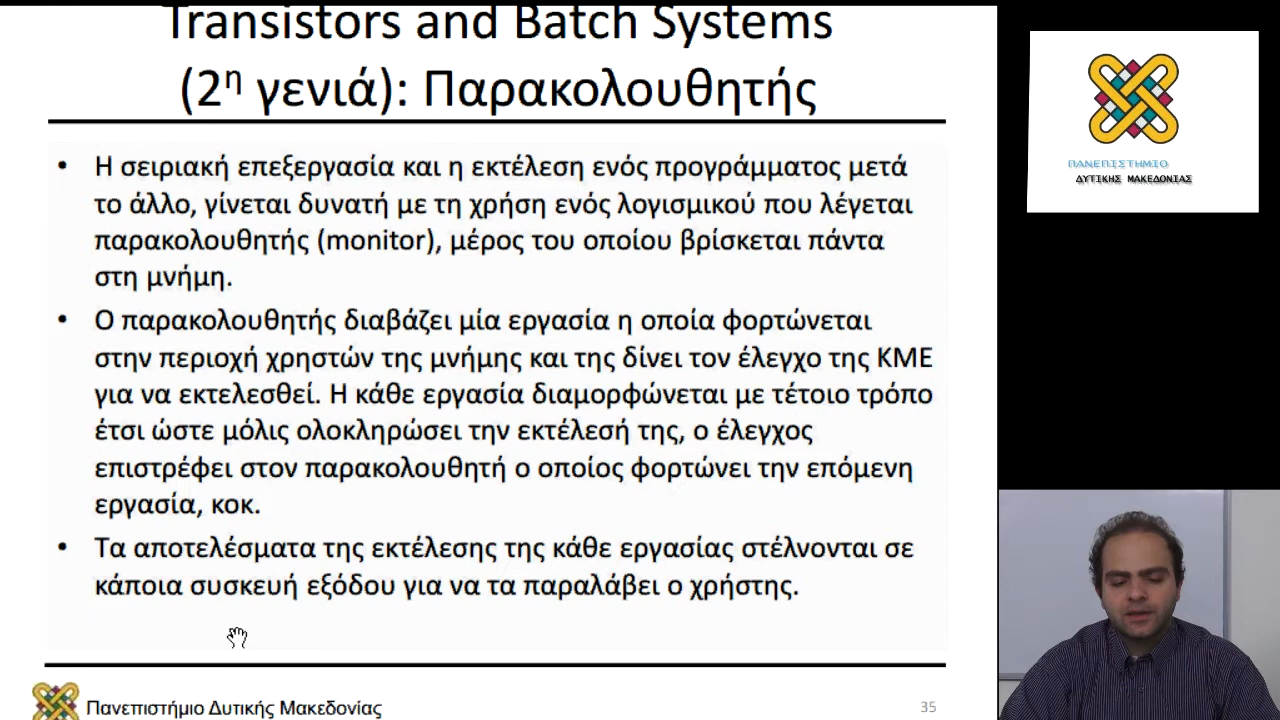 Transistors and Batch Systems
(2η γενιά): Παρακολουθητής
• Η σειριακή επεξεργασία και η εκτέλεση ενός προγράμματος μετά
το άλλο, γίνεται δυνατή με τη χρήση ενός λογισμικού που λέγεται
παρακολουθητής (monitor), μέρος του οποίου βρίσκεται πάντα
στη μνήμη.
• Ο παρακολουθητής διαβάζει μία εργασία η οποία φορτώνεται
στην περιοχή χρηστών της μνήμης και της δίνει τον έλεγχο της ΚΜΕ
για να εκτελεσθεί. Η κάθε εργασία διαμορφώνεται με τέτοιο τρόπο
έτσι ώστε μόλις ολοκληρώσει την εκτέλεσή της, ο έλεγχος
επιστρέφει στον παρακολουθητή ο οποίος φορτώνει την επόμενη
εργασία, κοκ.
• Τα αποτελέσματα της εκτέλεσης της κάθε εργασίας στέλνονται σε
κάποια συσκευή εξόδου για να τα παραλάβει ο χρήστης.
Πανεπιστήμιο Δυτικής Μακεδονίας
35
ΠΑΝΕΠΙΣΤΗΜΙΟ
ΔΥΤΙΚΗΣ ΜΑΚΕΔΟΝΙΑΣ